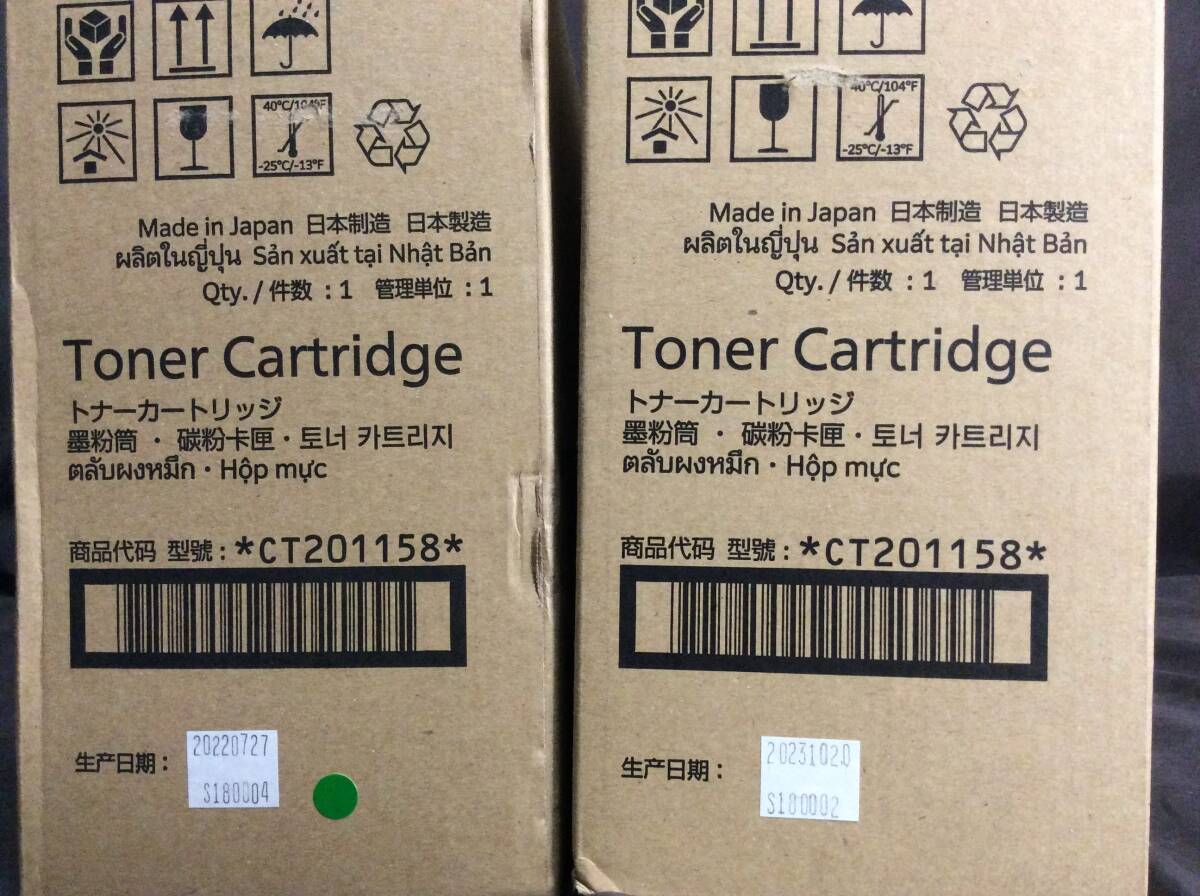 40°C/104°F
-25°C/-13°F
Made in Japan 日本制造 日本製造
ผลิตในญี่ปุ่น Sản xuất tại Nhật Bản
Qty. / 件数 : 1 管理単位 : 1
Toner Cartridge
トナーカートリッジ
墨粉筒 · 碳粉卡匣 · 토너 카트리지
ตลับผงหมึก · Hộp mực
商品代码 型號 : *CT201158*
生产日期 :
20220727
S180004
40°C/104°F
-25°C/-13°F
Made in Japan 日本制造 日本製造
ผลิตในญี่ปุ่น Sản xuất tại Nhật Bản
Qty. / 件数 : 1 管理単位 : 1
Toner Cartridge
トナーカートリッジ
墨粉筒 · 碳粉卡匣 · 토너 카트리지
ตลับผงหมึก · Hộp mực
商品代码 型號 : *CT201158*
生产日期 :
20231020
S180002